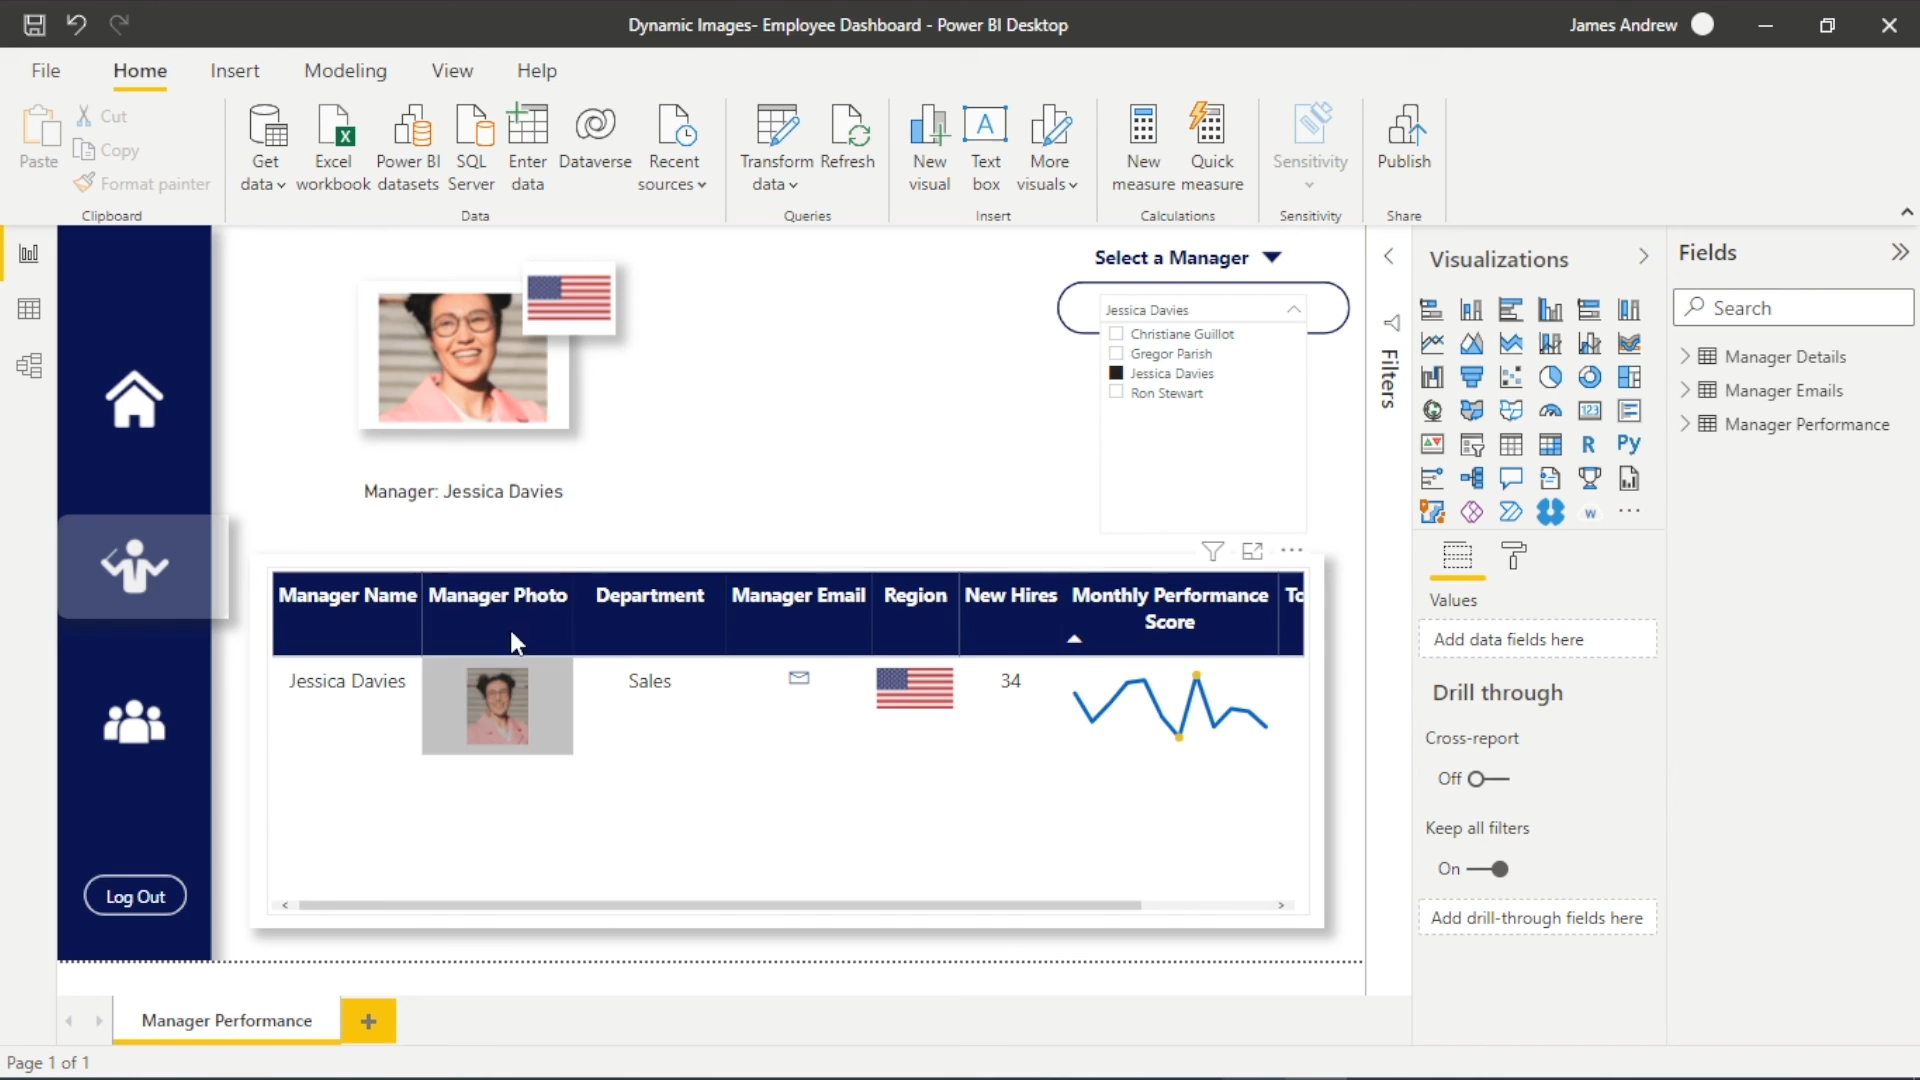 Dynamic Images- Employee Dashboard - Power BI Desktop
James Andrew
File
Home
Insert
Modeling
View
Help
Paste
Cut
Copy
Format painter
Clipboard
Get
data
Excel
workbook
Power BI
datasets
SQL
Server
Enter
data
Dataverse
Recent
sources
Data
Transform
data
Refresh
Queries
New
visual
Text
box
More
visuals
Insert
New
measure
Quick
measure
Calculations
Sensitivity
Sensitivity
Publish
Share
Select a Manager
Jessica Davies
Christiane Guillot
Gregor Parish
Jessica Davies
Ron Stewart
Manager: Jessica Davies
Manager Name
Manager Photo
Department
Manager Email
Region
New Hires
Monthly Performance
Score
To
Jessica Davies
Sales
34
Log Out
Filters
Visualizations
123
R
Py
W
Values
Add data fields here
Drill through
Cross-report
Off
Keep all filters
On
Add drill-through fields here
Fields
Search
Manager Details
Manager Emails
Manager Performance
Manager Performance
Page 1 of 1